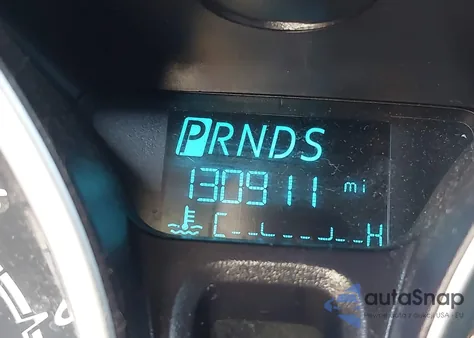 PRNDS
130911 mi
C H
autoSnap